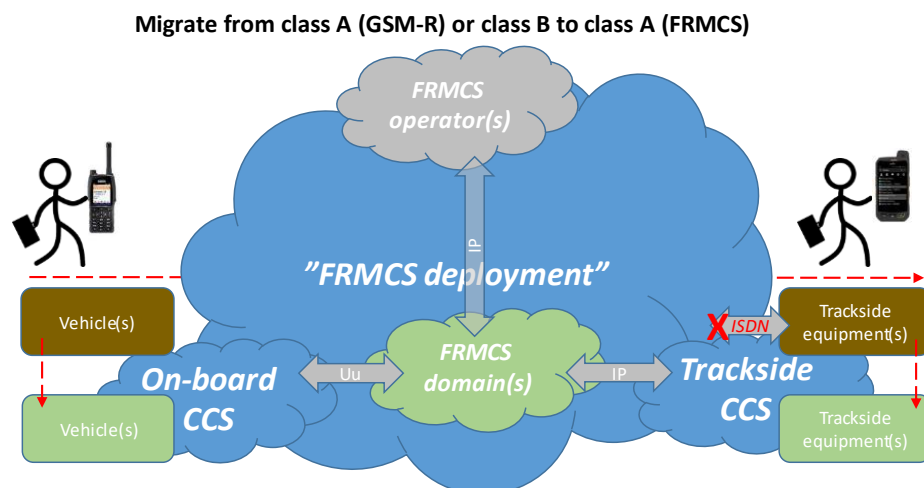 Migrate from class A (GSM-R) or class B to class A (FRMCS)
FRMCS
operator(s)
IP
”FRMCS deployment”
Vehicle(s)
X ISDN
Trackside
equipment(s)
On-board
CCS
Uu
FRMCS
domain(s)
IP
Trackside
CCS
Vehicle(s)
Trackside
equipment(s)